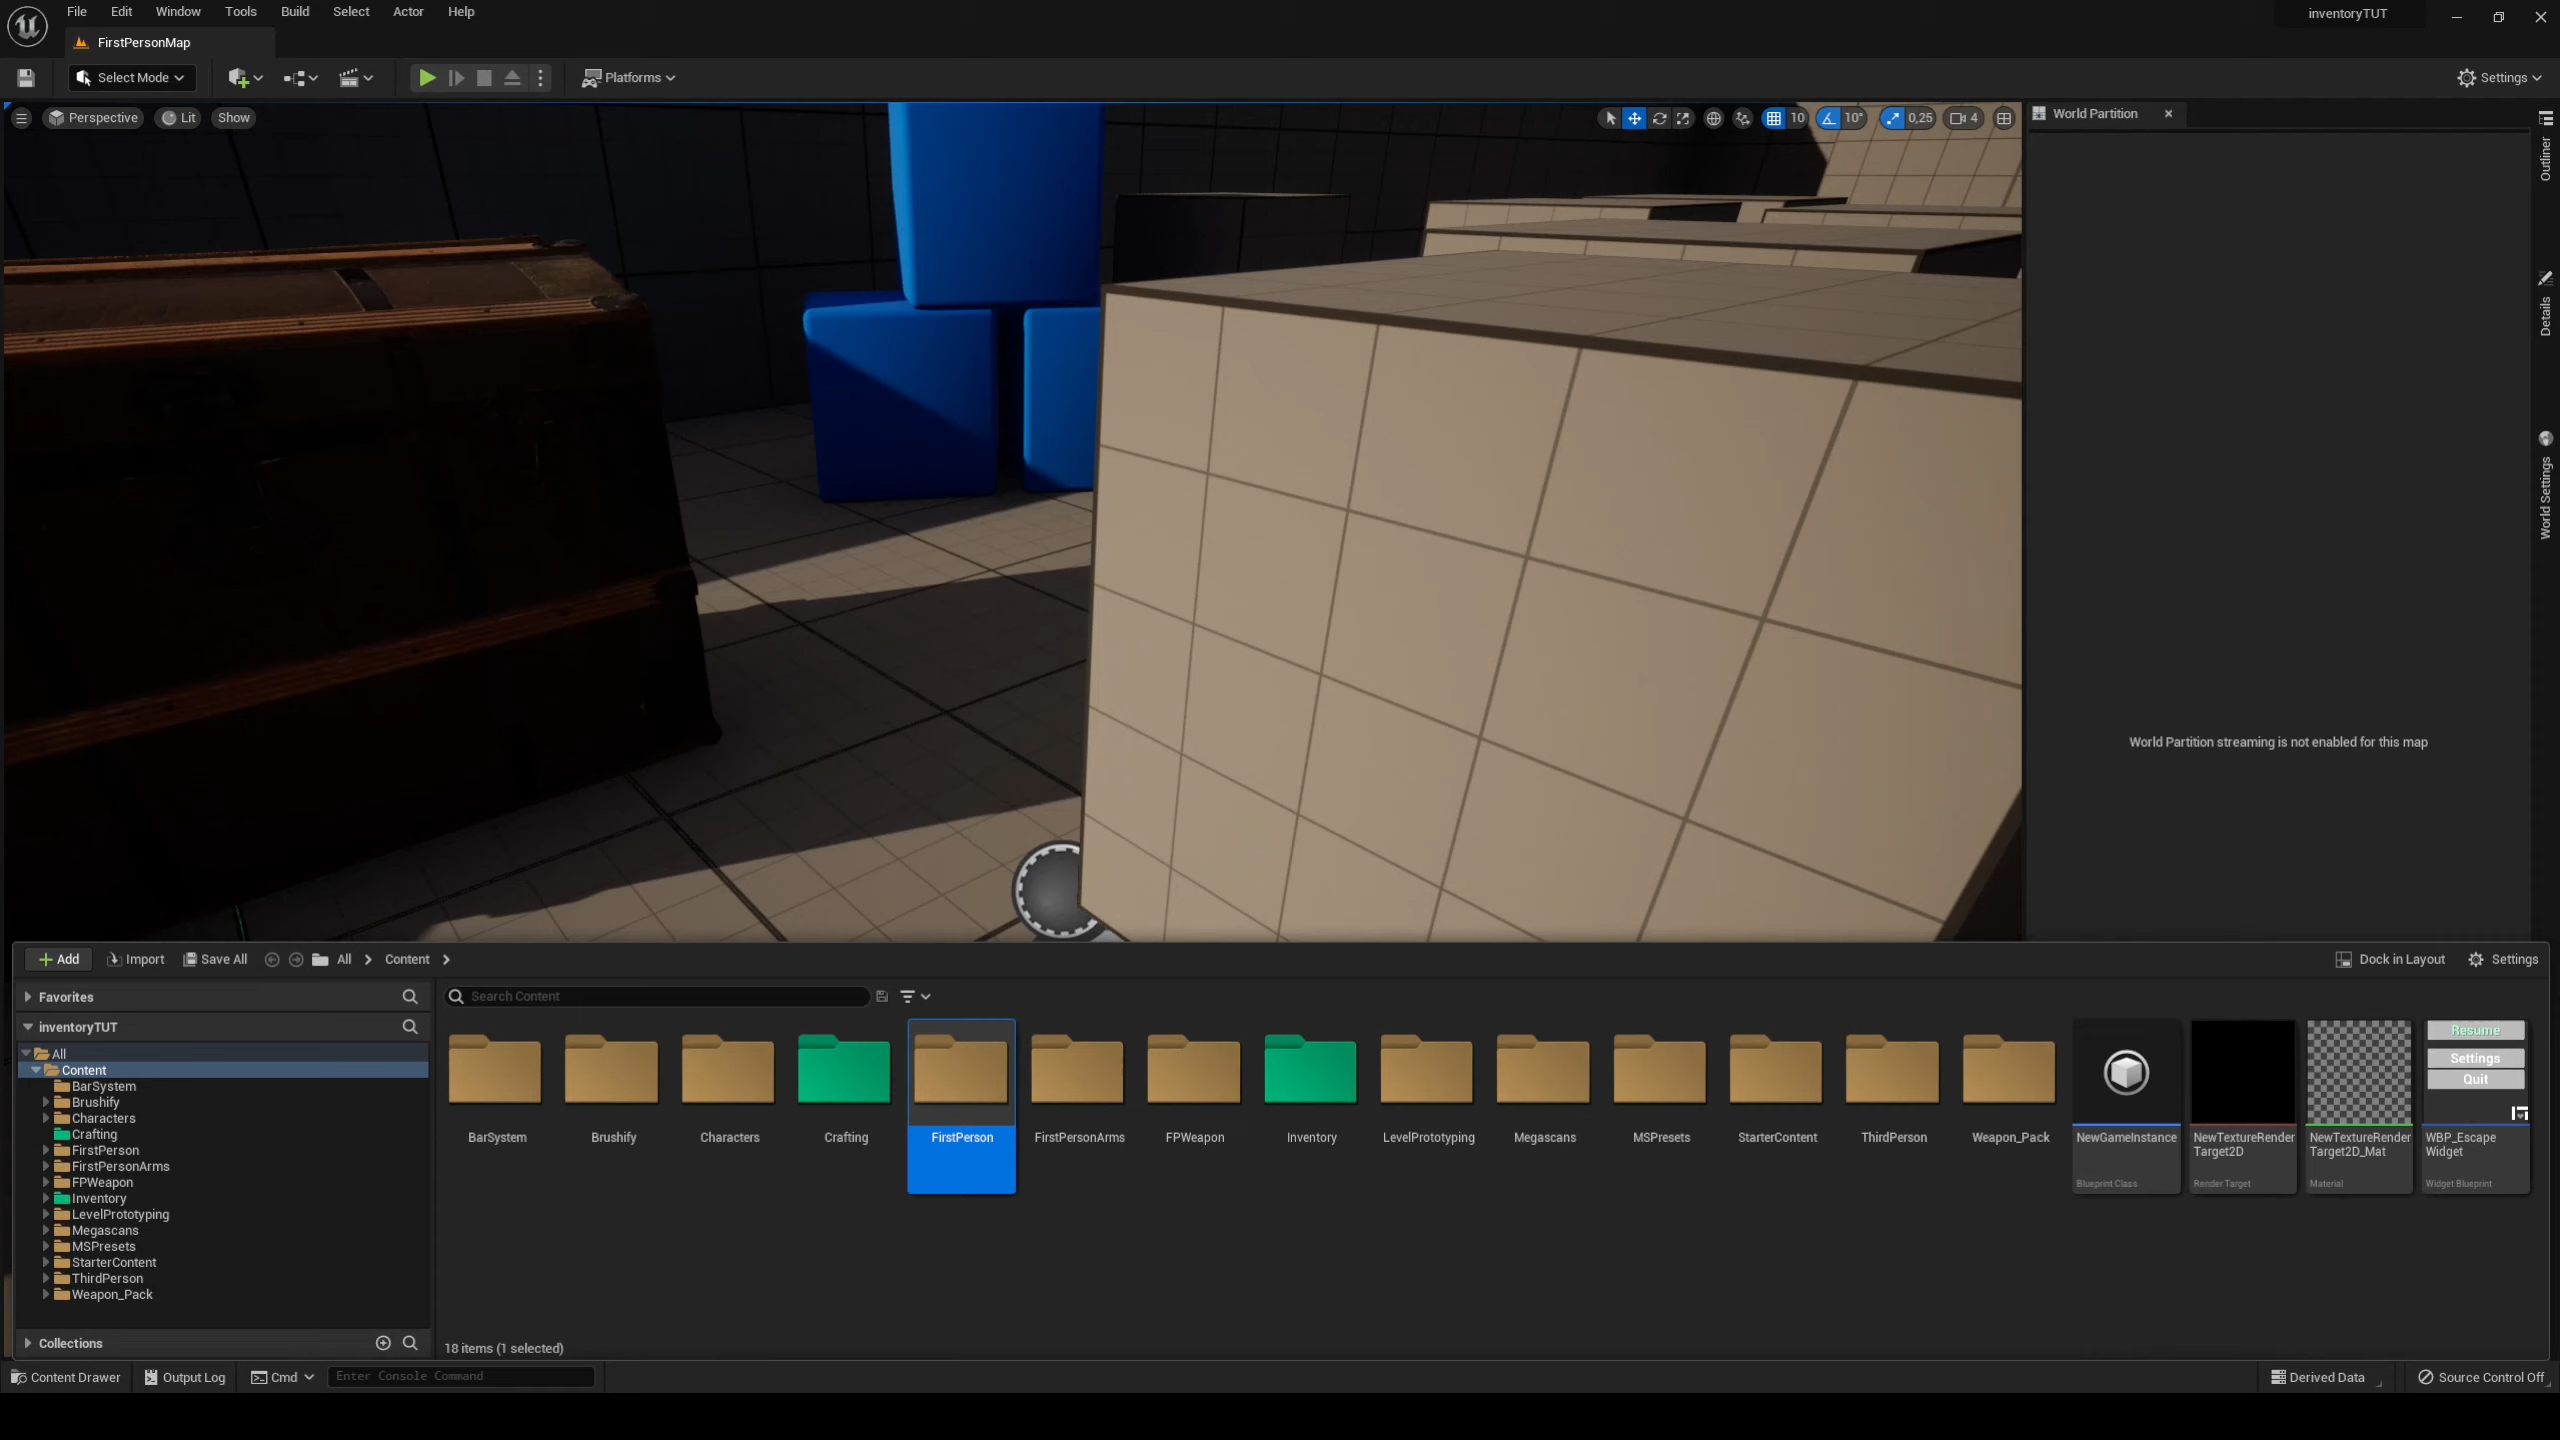 File Edit Window Tools Build Select Actor Help
inventoryTUT
FirstPersonMap
Select Mode
Platforms
Settings
Perspective
Lit
Show
10
10°
0,25
4
World Partition
Outliner
Details
World Settings
World Partition streaming is not enabled for this map
Add
Import
Save All
All
Content
Dock in Layout
Settings
Favorites
inventoryTUT
All
Content
BarSystem
Brushify
Characters
Crafting
FirstPerson
FirstPersonArms
FPWeapon
Inventory
LevelPrototyping
Megascans
MSPresets
StarterContent
ThirdPerson
Weapon_Pack
Collections
Search Content
BarSystem
Brushify
Characters
Crafting
FirstPerson
FirstPersonArms
FPWeapon
Inventory
LevelPrototyping
Megascans
MSPresets
StarterContent
ThirdPerson
Weapon_Pack
NewGameInstance
Blueprint Class
NewTextureRender
Target2D
Render Target
NewTextureRender
Target2D_Mat
Material
Resume
Settings
Quit
WBP_Escape
Widget
Widget Blueprint
18 items (1 selected)
Content Drawer
Output Log
Cmd
Enter Console Command
Derived Data
Source Control Off